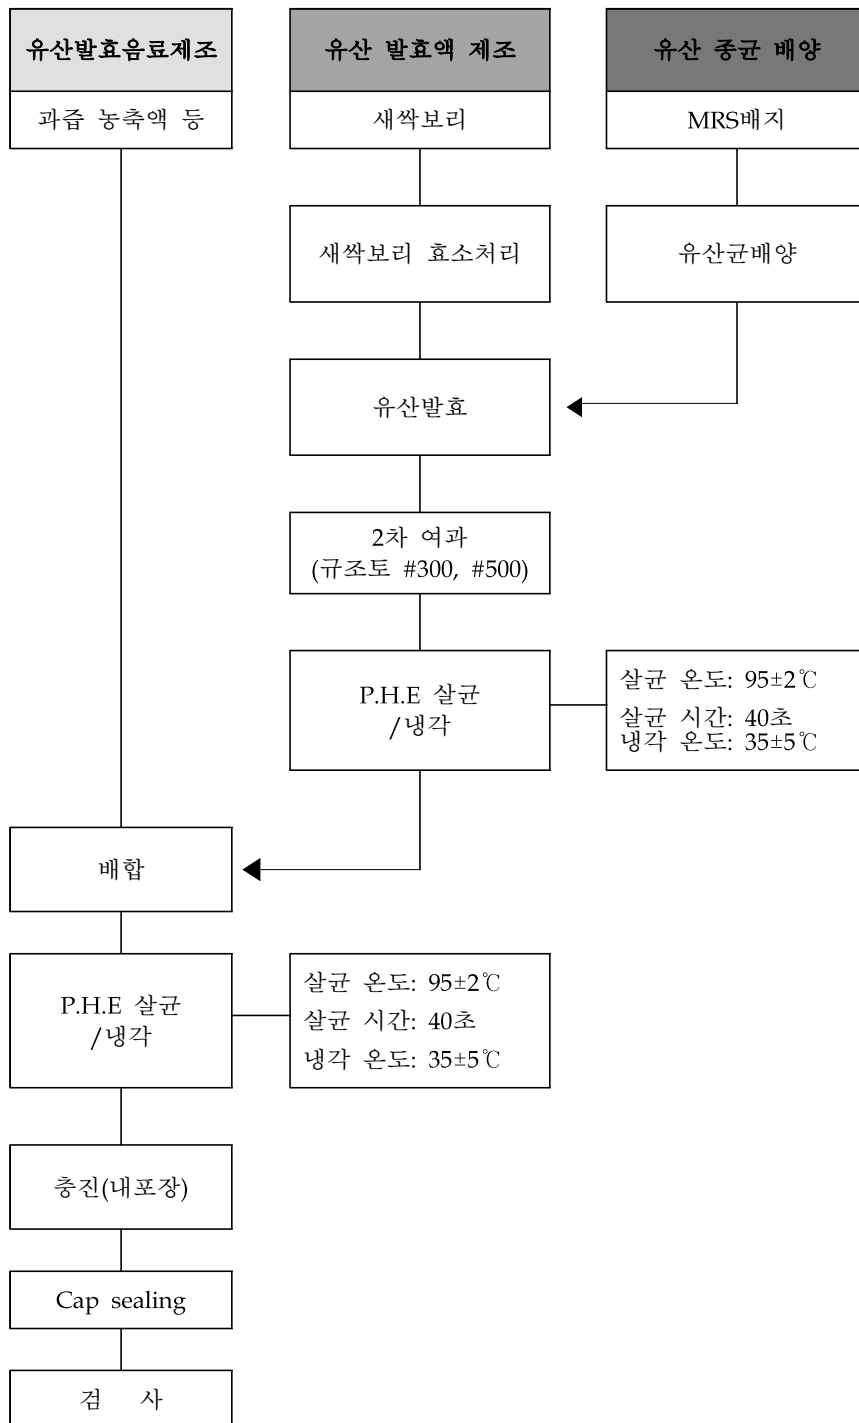 유산발효음료제조
유산 발효액 제조
유산 종균 배양
과즙 농축액 등
새싹보리
MRS배지
새싹보리 효소처리
유산균배양
유산발효
2차 여과
(규조토 #300, #500)
P.H.E 살균
/냉각
살균 온도: 95±2℃
살균 시간: 40초
냉각 온도: 35±5℃
배합
P.H.E 살균
/냉각
살균 온도: 95±2℃
살균 시간: 40초
냉각 온도: 35±5℃
충진(내포장)
Cap sealing
검 사